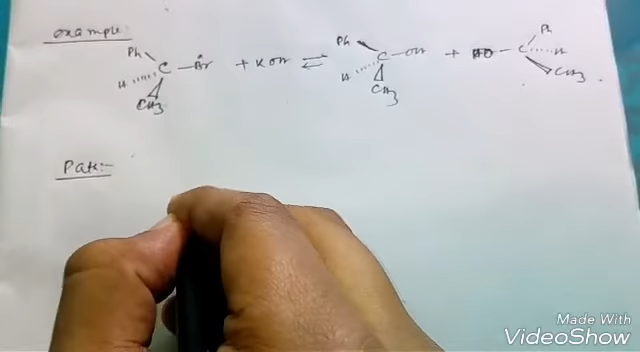 example:-
Ph Ph Ph
C — Br + KOH ⇌ C — OH + HO — C
H H H
CH3 CH3 CH3
Path:-
Made With
VideoShow